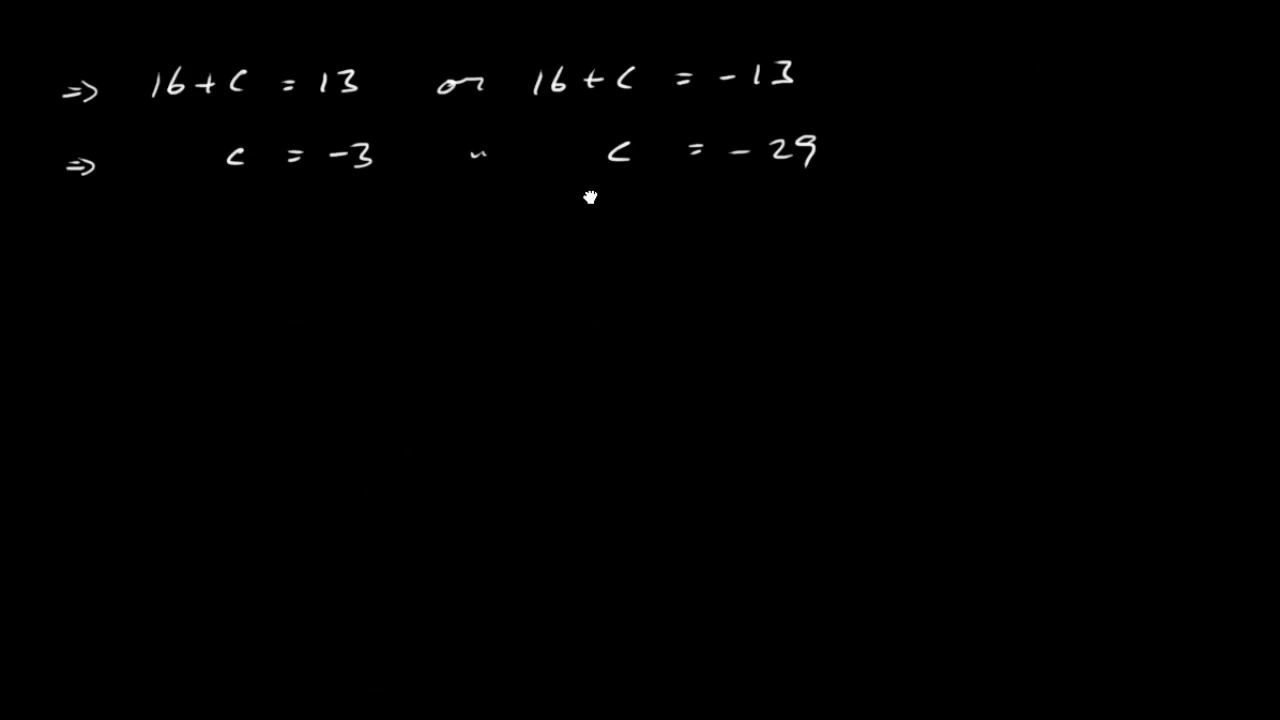 ⇒ 16 + c = 13 or 16 + c = -13
⇒ c = -3 " c = -29